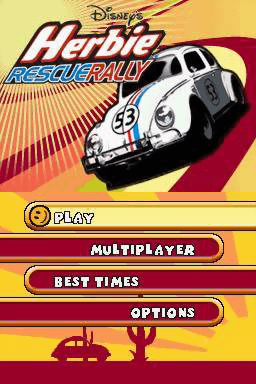 Disney's
Herbie
RESCUE RALLY
53
PLAY
MULTIPLAYER
BEST TIMES
OPTIONS